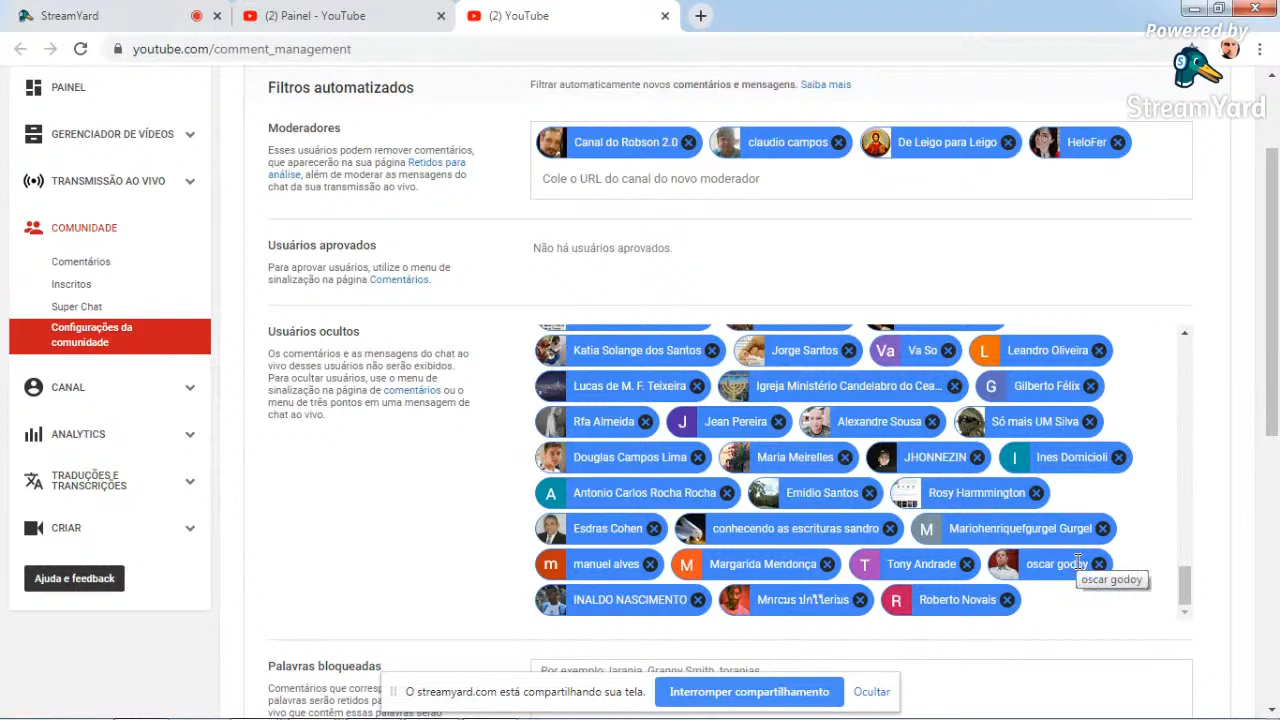 StreamYard
(2) Painel - YouTube
(2) YouTube
Powered by
youtube.com/comment_management
StreamYard
PAINEL
GERENCIADOR DE VÍDEOS
TRANSMISSÃO AO VIVO
COMUNIDADE
Comentários
Inscritos
Super Chat
Configurações da
comunidade
CANAL
ANALYTICS
TRADUÇÕES E
TRANSCRIÇÕES
CRIAR
Ajuda e feedback
Filtros automatizados
Filtrar automaticamente novos comentários e mensagens. Saiba mais
Moderadores
Esses usuários podem remover comentários,
que aparecerão na sua página Retidos para
análise, além de moderar as mensagens do
chat da sua transmissão ao vivo.
Canal do Robson 2.0
claudio campos
De Leigo para Leigo
HeloFer
Cole o URL do canal do novo moderador
Usuários aprovados
Para aprovar usuários, utilize o menu de
sinalização na página Comentários.
Não há usuários aprovados.
Usuários ocultos
Os comentários e as mensagens do chat ao
vivo desses usuários não serão exibidos.
Para ocultar usuários, use o menu de
sinalização na página de comentários ou o
menu de três pontos em uma mensagem de
chat ao vivo.
Katia Solange dos Santos
Jorge Santos
Va
Va So
L
Leandro Oliveira
Lucas de M. F. Teixeira
Igreja Ministério Candelabro do Cea...
G
Gilberto Félix
Rfa Almeida
J
Jean Pereira
Alexandre Sousa
Só mais UM Silva
Douglas Campos Lima
Maria Meirelles
JHONNEZIN
I
Ines Domicioli
A
Antonio Carlos Rocha Rocha
Emidio Santos
Rosy Harmmington
Esdras Cohen
conhecendo as escrituras sandro
M
Mariohenriquefgurgel Gurgel
m
manuel alves
M
Margarida Mendonça
T
Tony Andrade
oscar godoy
oscar godoy
INALDO NASCIMENTO
R
Roberto Novais
Palavras bloqueadas
Por exemplo: laranja, Granny Smith, toranjas
O streamyard.com está compartilhando sua tela.
Interromper compartilhamento
Ocultar